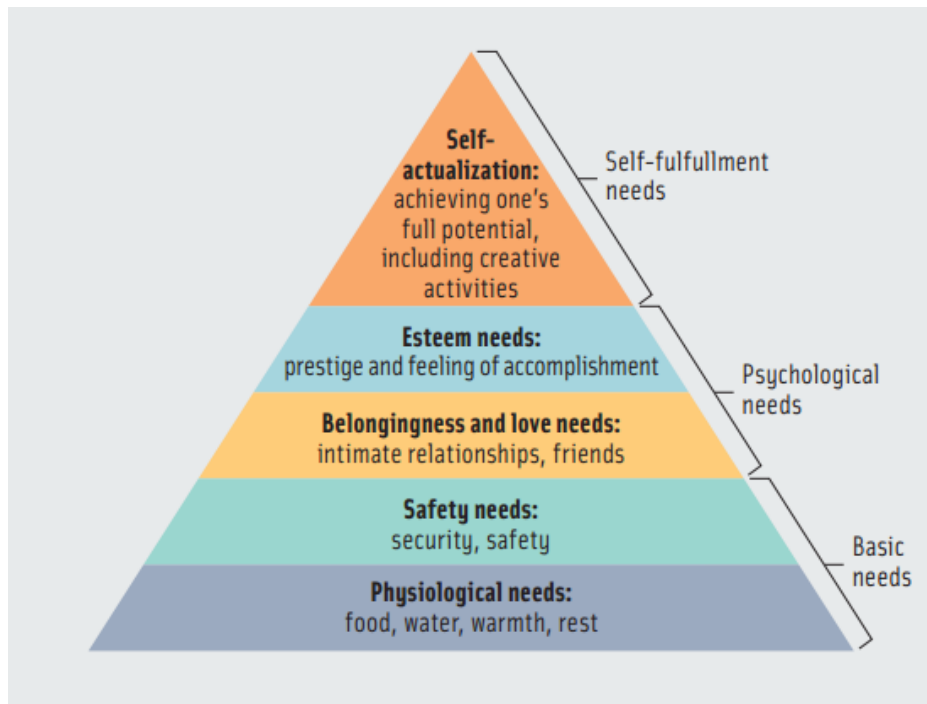 Self-
actualization:
achieving one's
full potential,
including creative
activities
Self-fulfullment
needs
Esteem needs:
prestige and feeling of accomplishment
Psychological
needs
Belongingness and love needs:
intimate relationships, friends
Safety needs:
security, safety
Basic
needs
Physiological needs:
food, water, warmth, rest